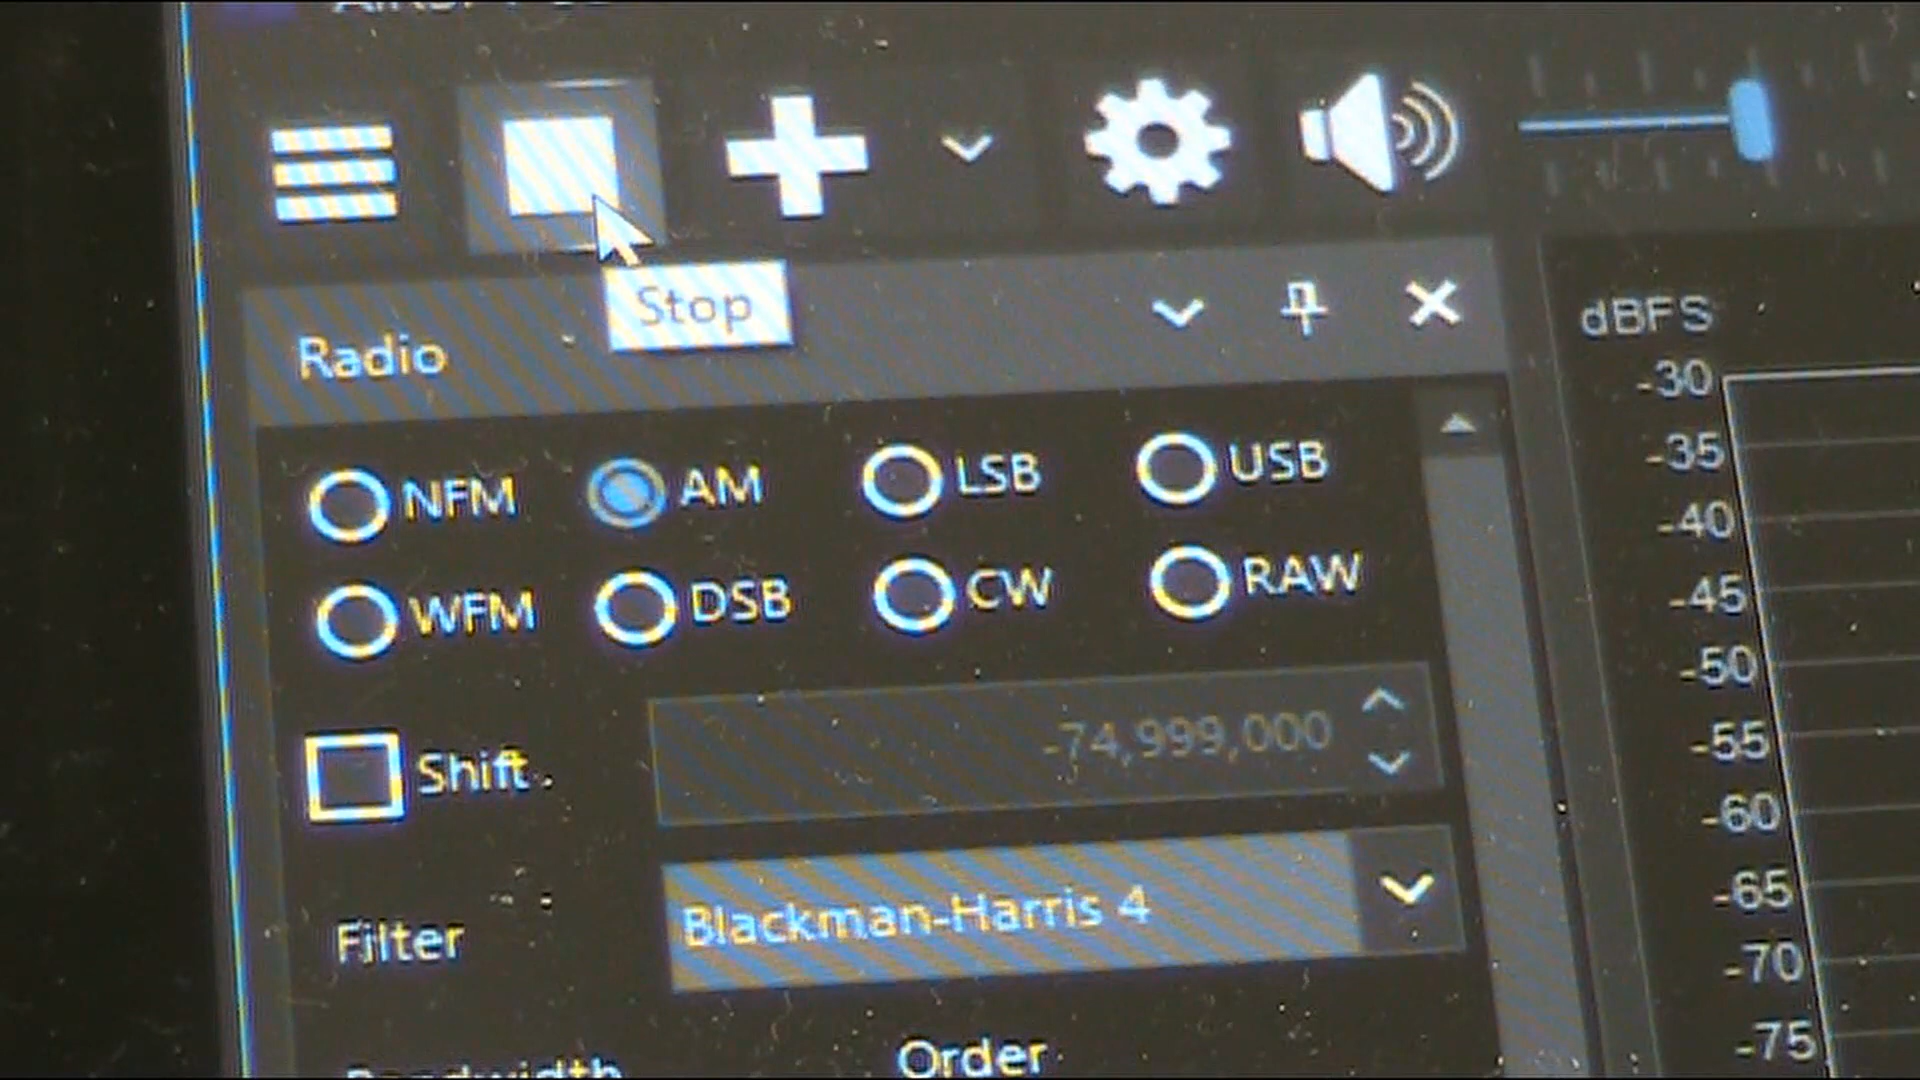 Stop
Radio
NFM AM LSB USB
WFM DSB CW RAW
Shift -74,999,000
Filter Blackman-Harris 4
Order
dBFS
-30
-35
-40
-45
-50
-55
-60
-65
-70
-75